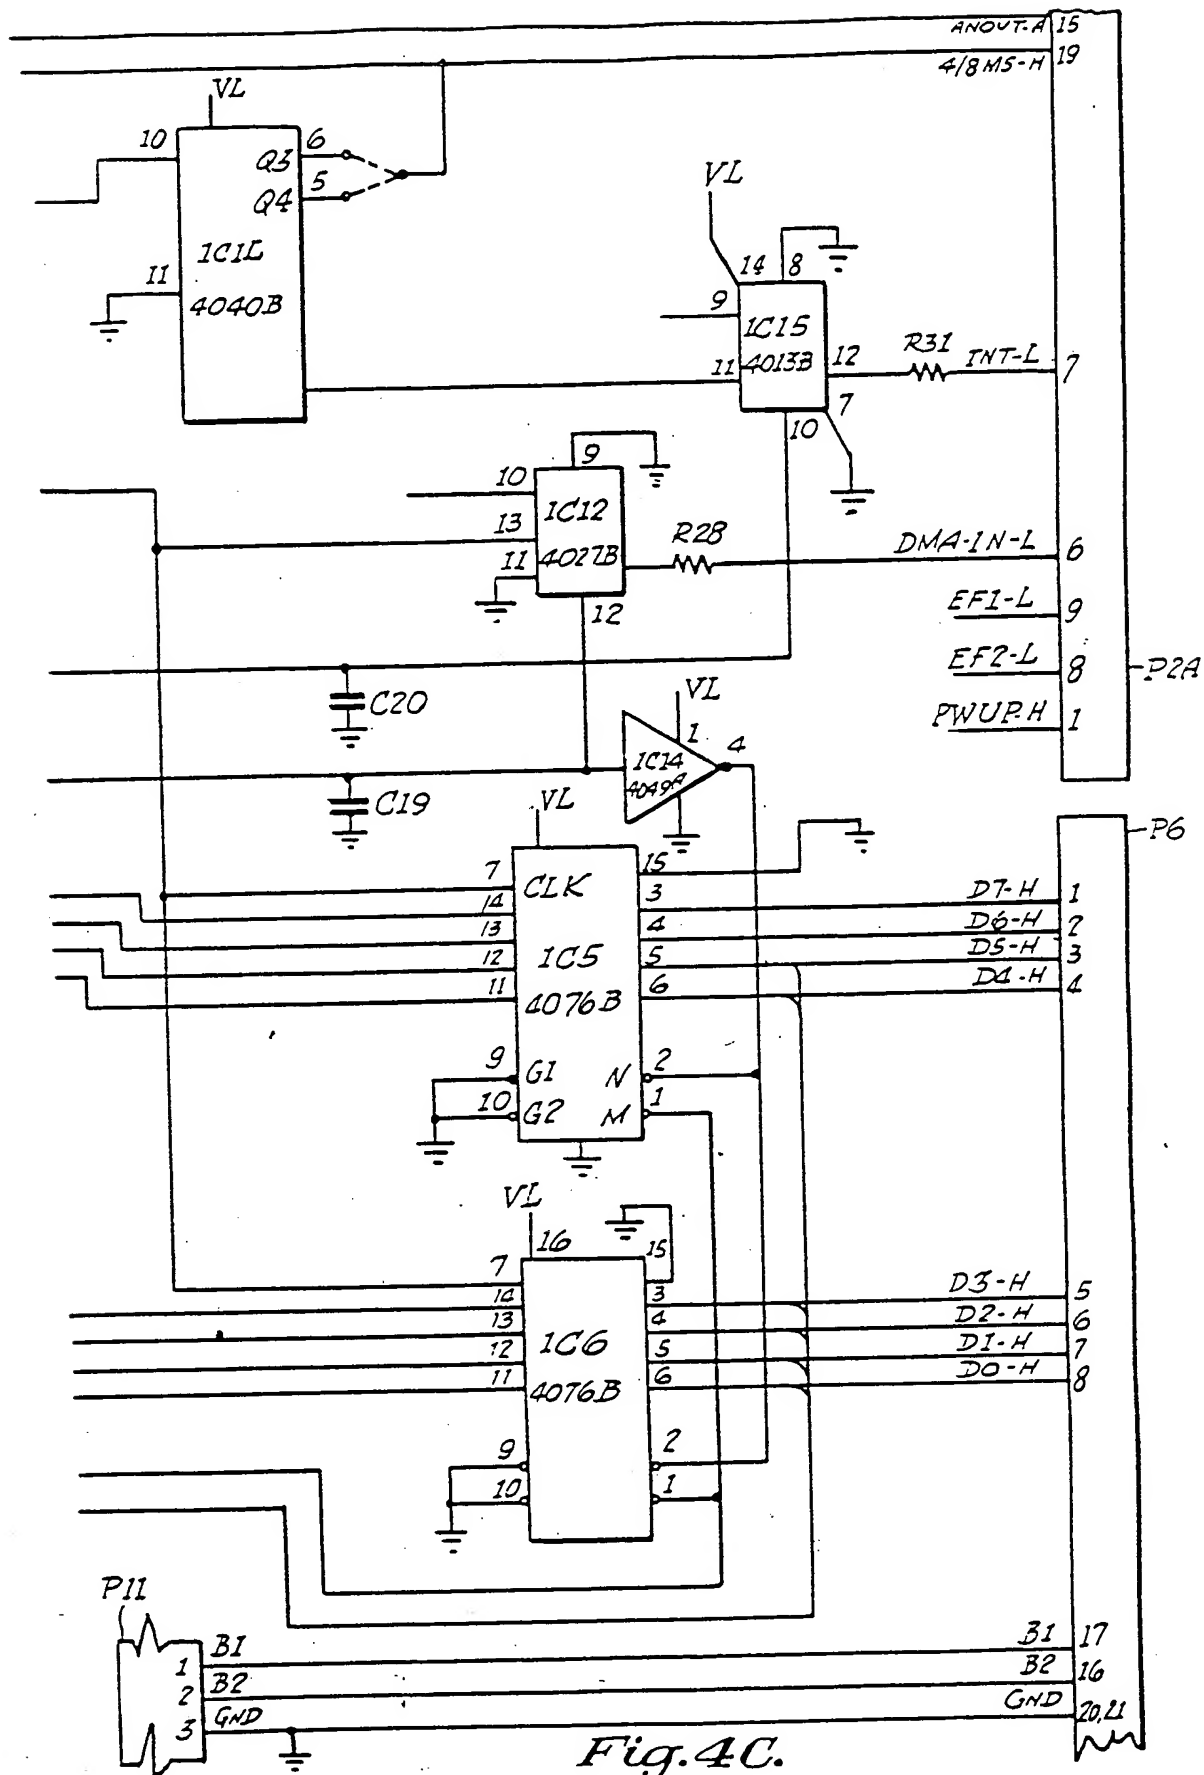 ANOUT-A 15
4/8MS-H 19
VL
10 Q3 6
Q4 5
1C1L
11
4040B
VL
14 8
9
1C15
11 4013B 12 R31 INT-L 7
7
10
9
10
1C12
13
4027B R28 DMA-IN-L 6
11
12
EF1-L 9
EF2-L 8
P2A
C20
PWUP-H 1
VL
1
1C14 4
4049A
C19
VL
P6
15
7 CLK 3 D7-H 1
14 4 D6-H 2
13 1C5 5 D5-H 3
12 6 D4-H 4
11 4076B
9 G1 N 2
10 G2 M 1
VL
16
15
7 3 D3-H 5
14 4 D2-H 6
13 1C6 5 D1-H 7
12 6 D0-H 8
11 4076B
9 2
10 1
P11
1 B1 B1 17
2 B2 B2 16
3 GND GND 20,21
Fig.4C.